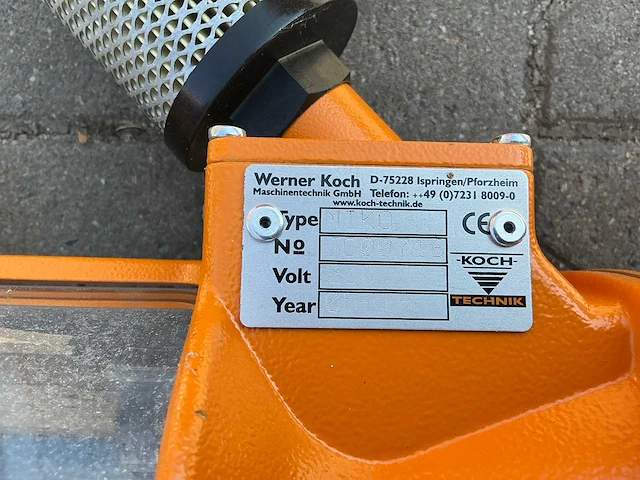 Werner Koch D-75228 Ispringen/Pforzheim
Maschinentechnik GmbH Telefon: ++49 (0)7231 8009-0
www.koch-technik.de
Type CE
No
Volt -KOCH-
Year TECHNIK